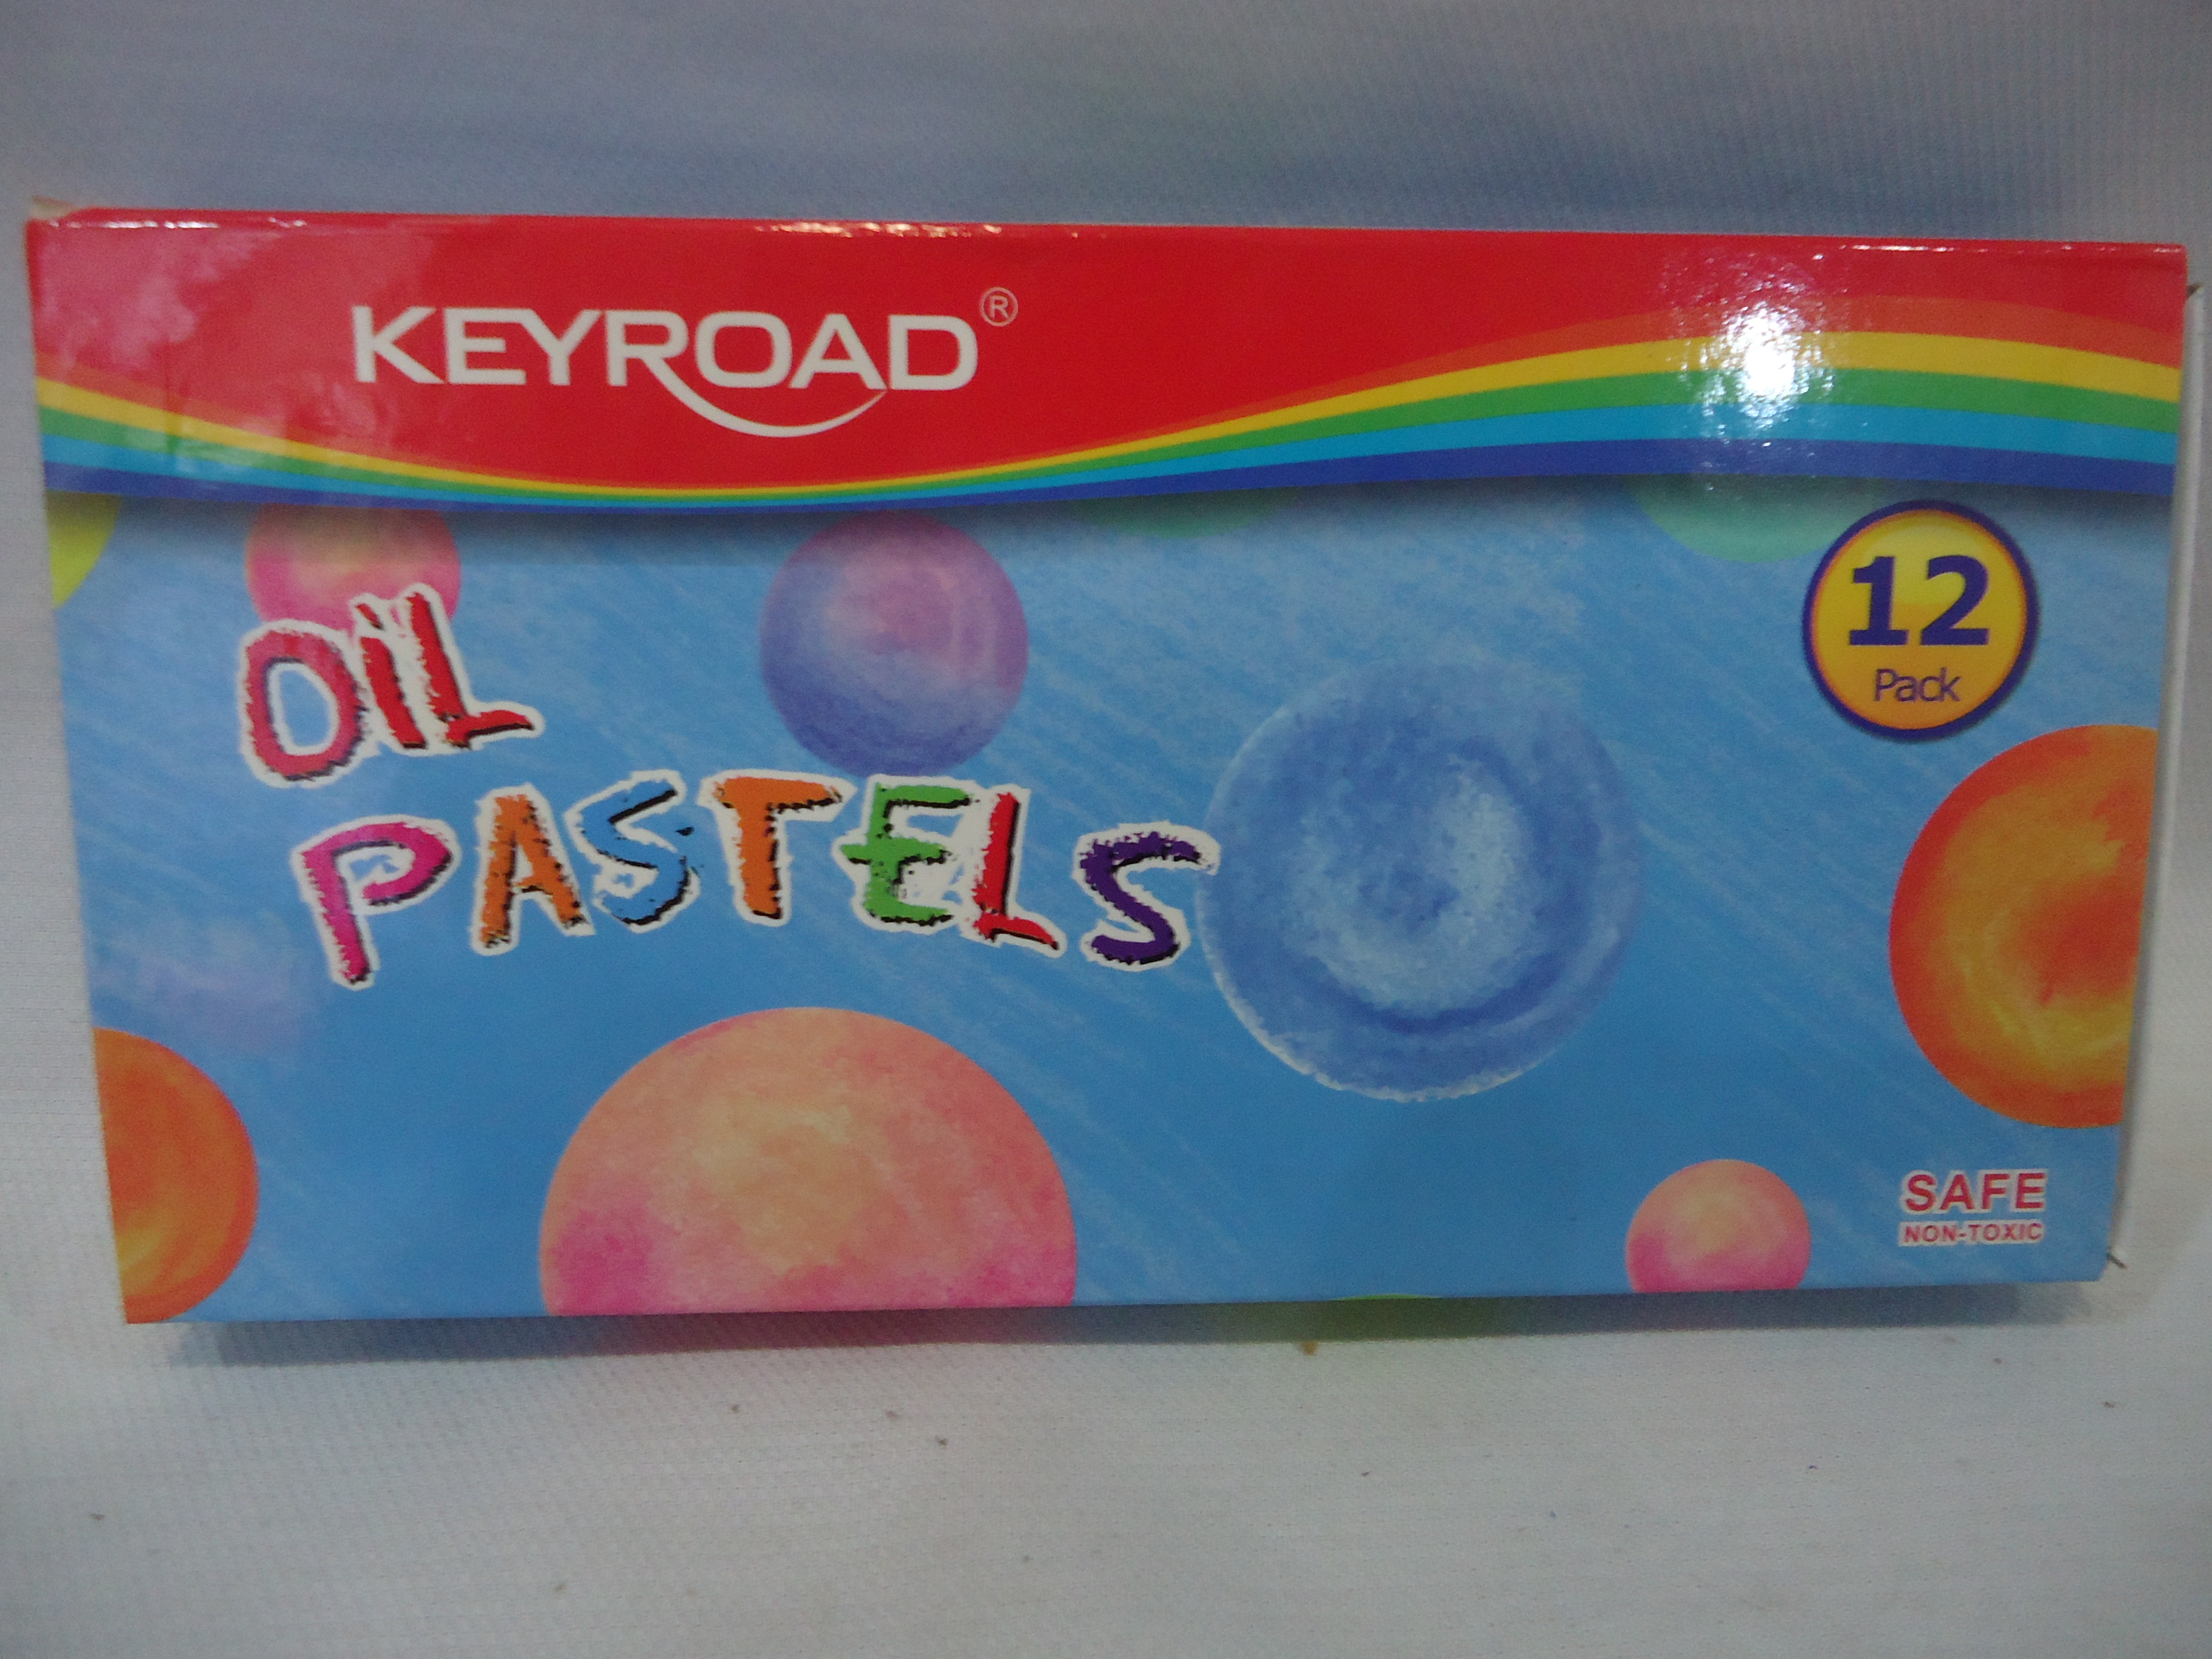 KEYROAD®
12
Pack
OiL
PASTELS
SAFE
NON-TOXIC